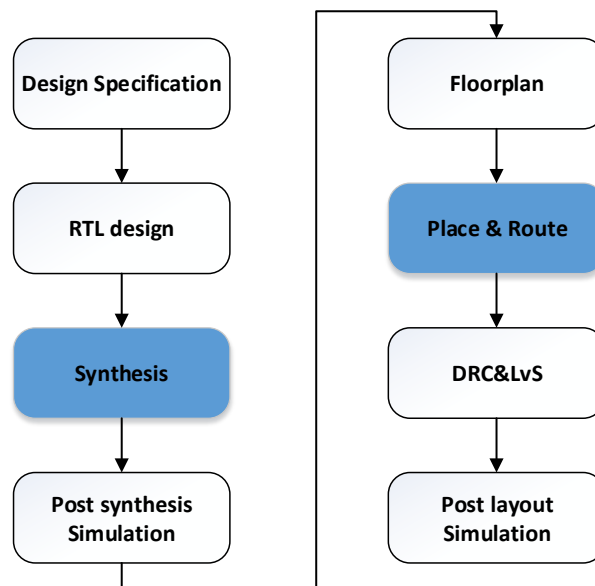 Design Specification
RTL design
Synthesis
Post synthesis
Simulation
Floorplan
Place & Route
DRC&LvS
Post layout
Simulation